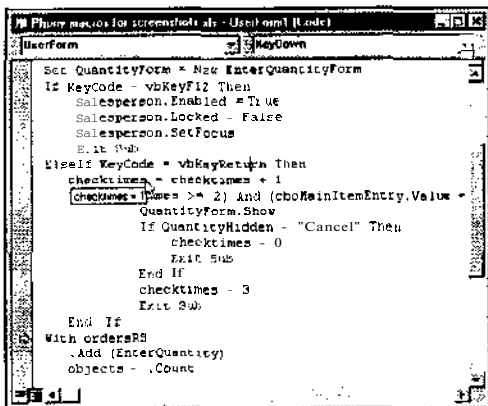 Phony macros for screenshots.xls - UserForm1 (Code)
UserForm KeyDown
Set QuantityForm = New EnterQuantityForm
If KeyCode = vbKeyF12 Then
Salesperson.Enabled = True
Salesperson.Locked = False
Salesperson.SetFocus
Exit Sub
ElseIf KeyCode = vbKeyReturn Then
checktimes = checktimes + 1
checktimes = 1 >= 2) And (cboMainItemEntry.Value =
QuantityForm.Show
If QuantityHidden = "Cancel" Then
checktimes = 0
Exit Sub
End If
checktimes = 3
Exit Sub
End If
With ordersRS
.Add (EnterQuantity)
objects = .Count